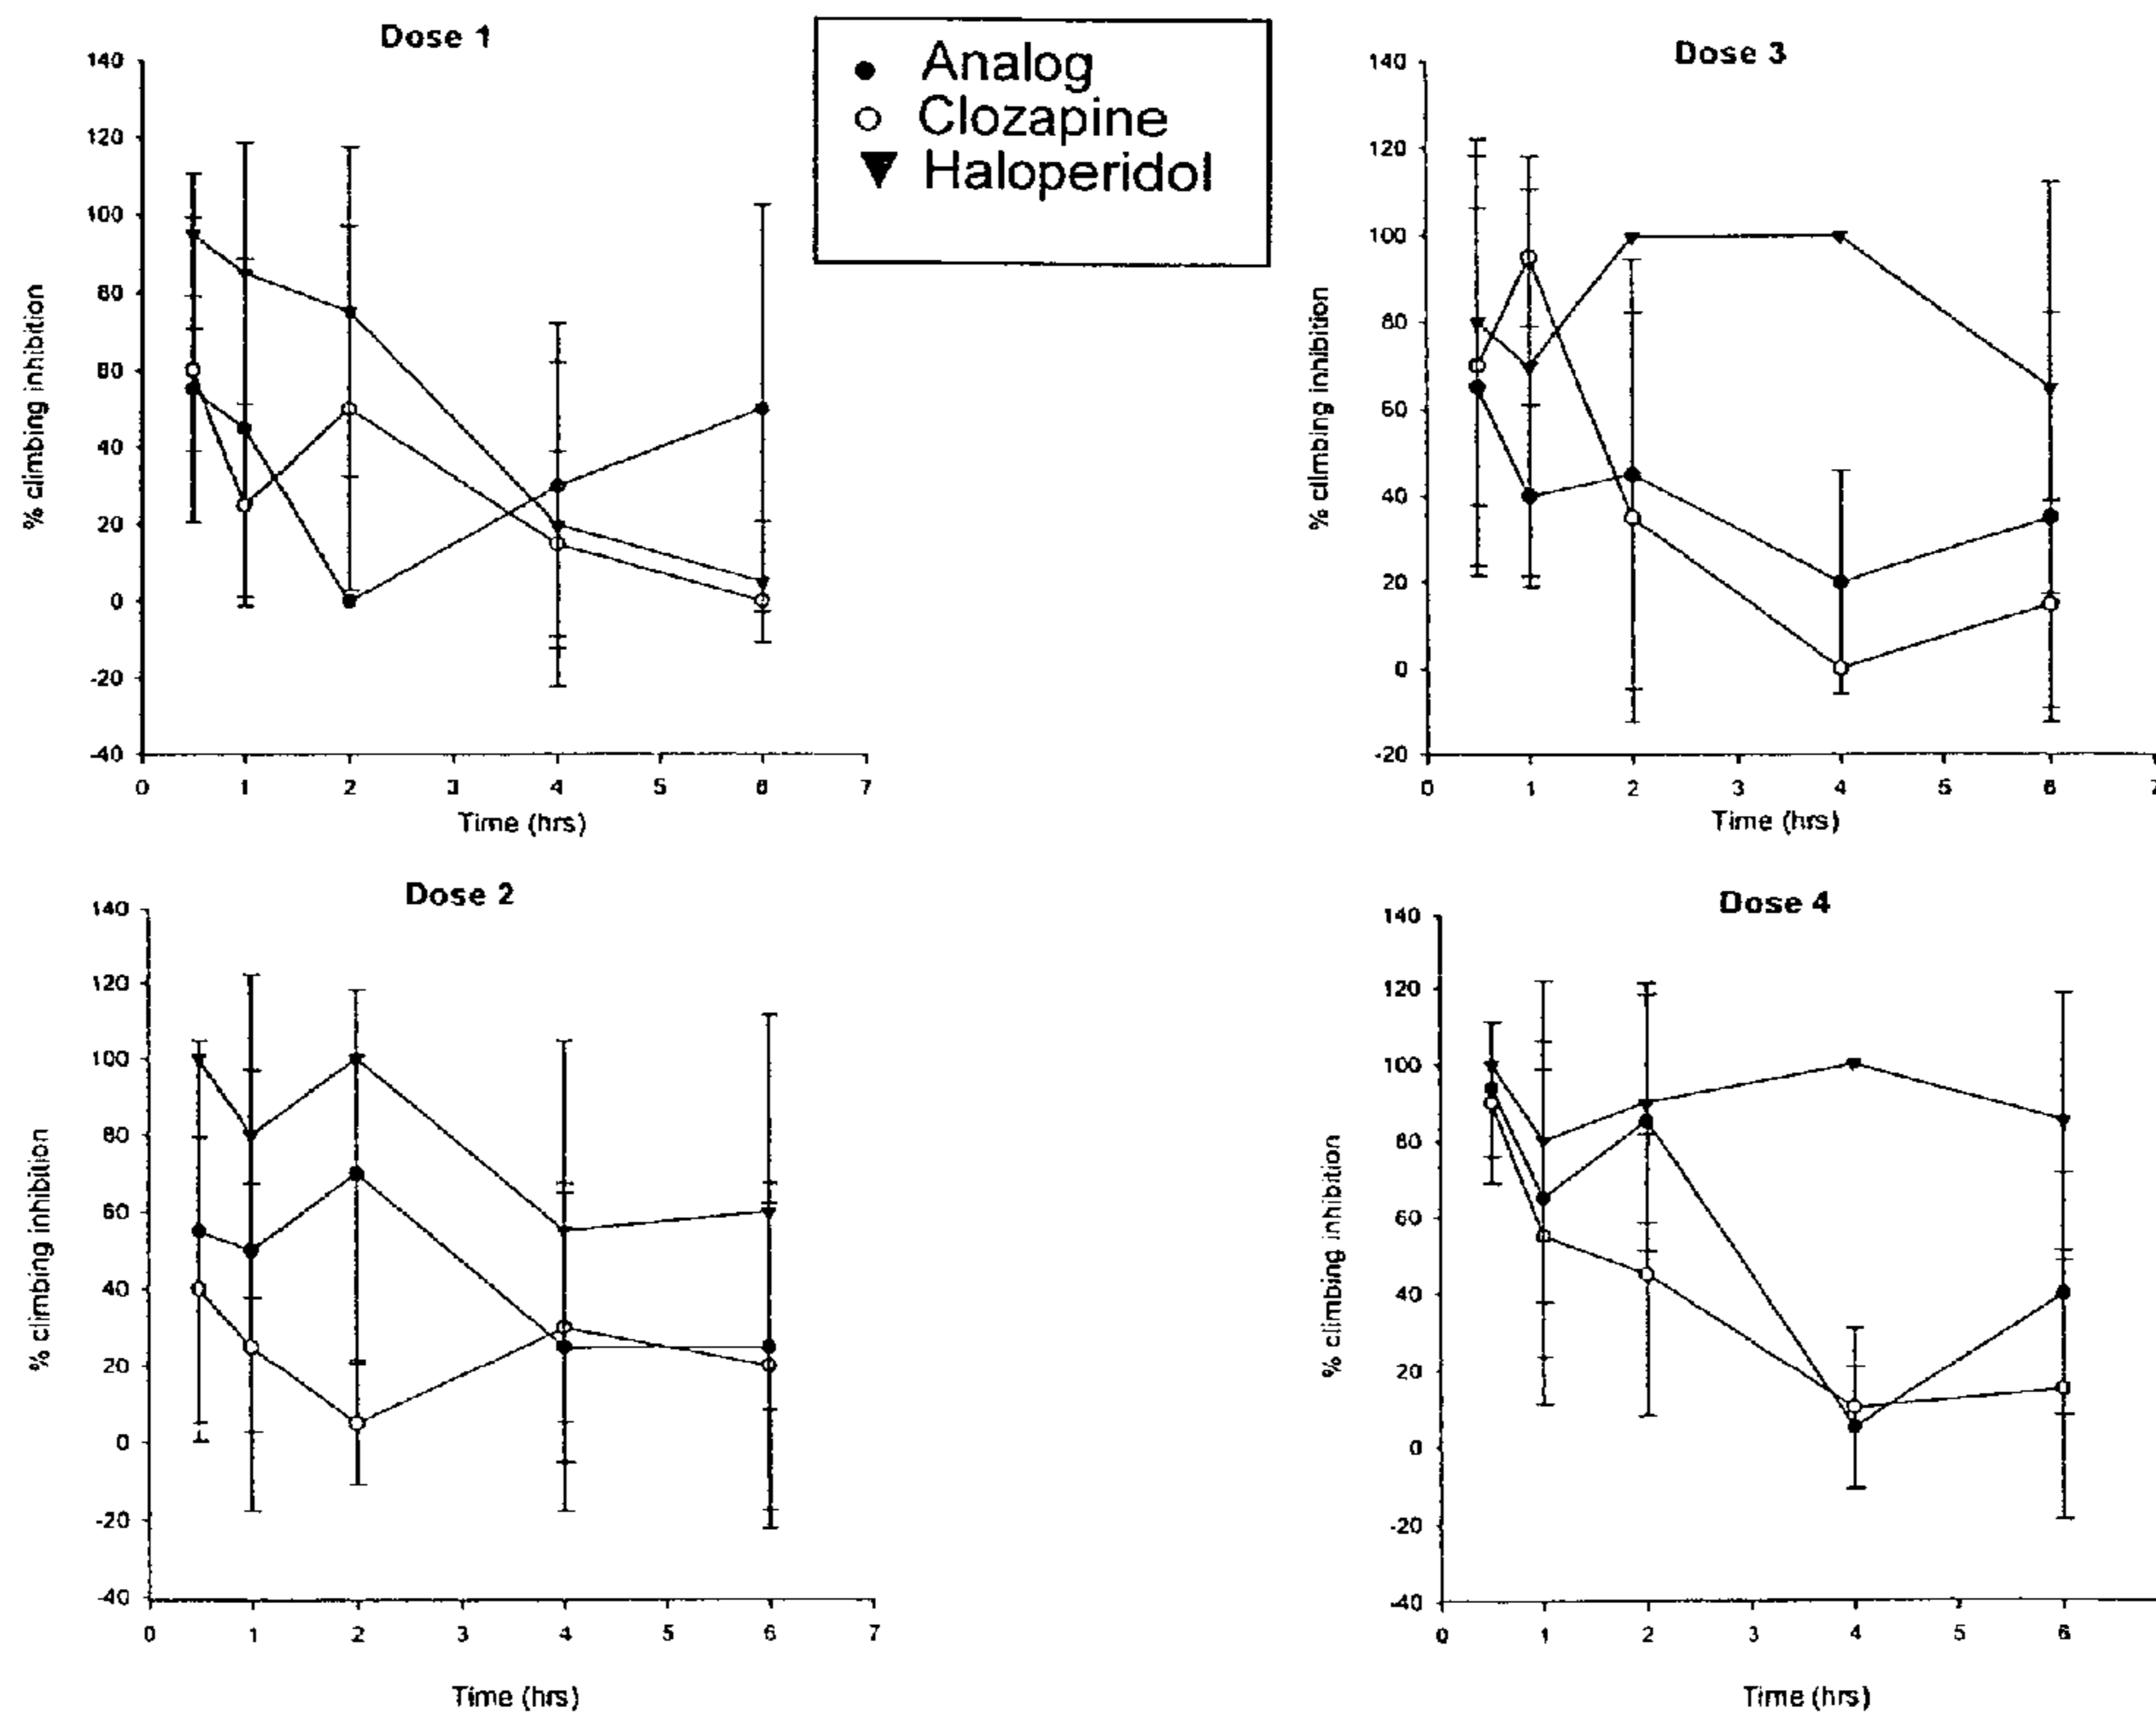 Dose 1
140
120
100
80
60
40
20
0
-20
-40
% climbing inhibition
0 1 2 3 4 5 6 7
Time (hrs)
Analog
Clozapine
Haloperidol
Dose 3
140
120
100
80
60
40
20
0
-20
% climbing inhibition
0 1 2 3 4 5 6
Time (hrs)
Dose 2
140
120
100
80
60
40
20
0
-20
-40
% climbing inhibition
0 1 2 3 4 5 6 7
Time (hrs)
Dose 4
140
120
100
80
60
40
20
0
-20
-40
% climbing inhibition
0 1 2 3 4 5 6
Time (hrs)